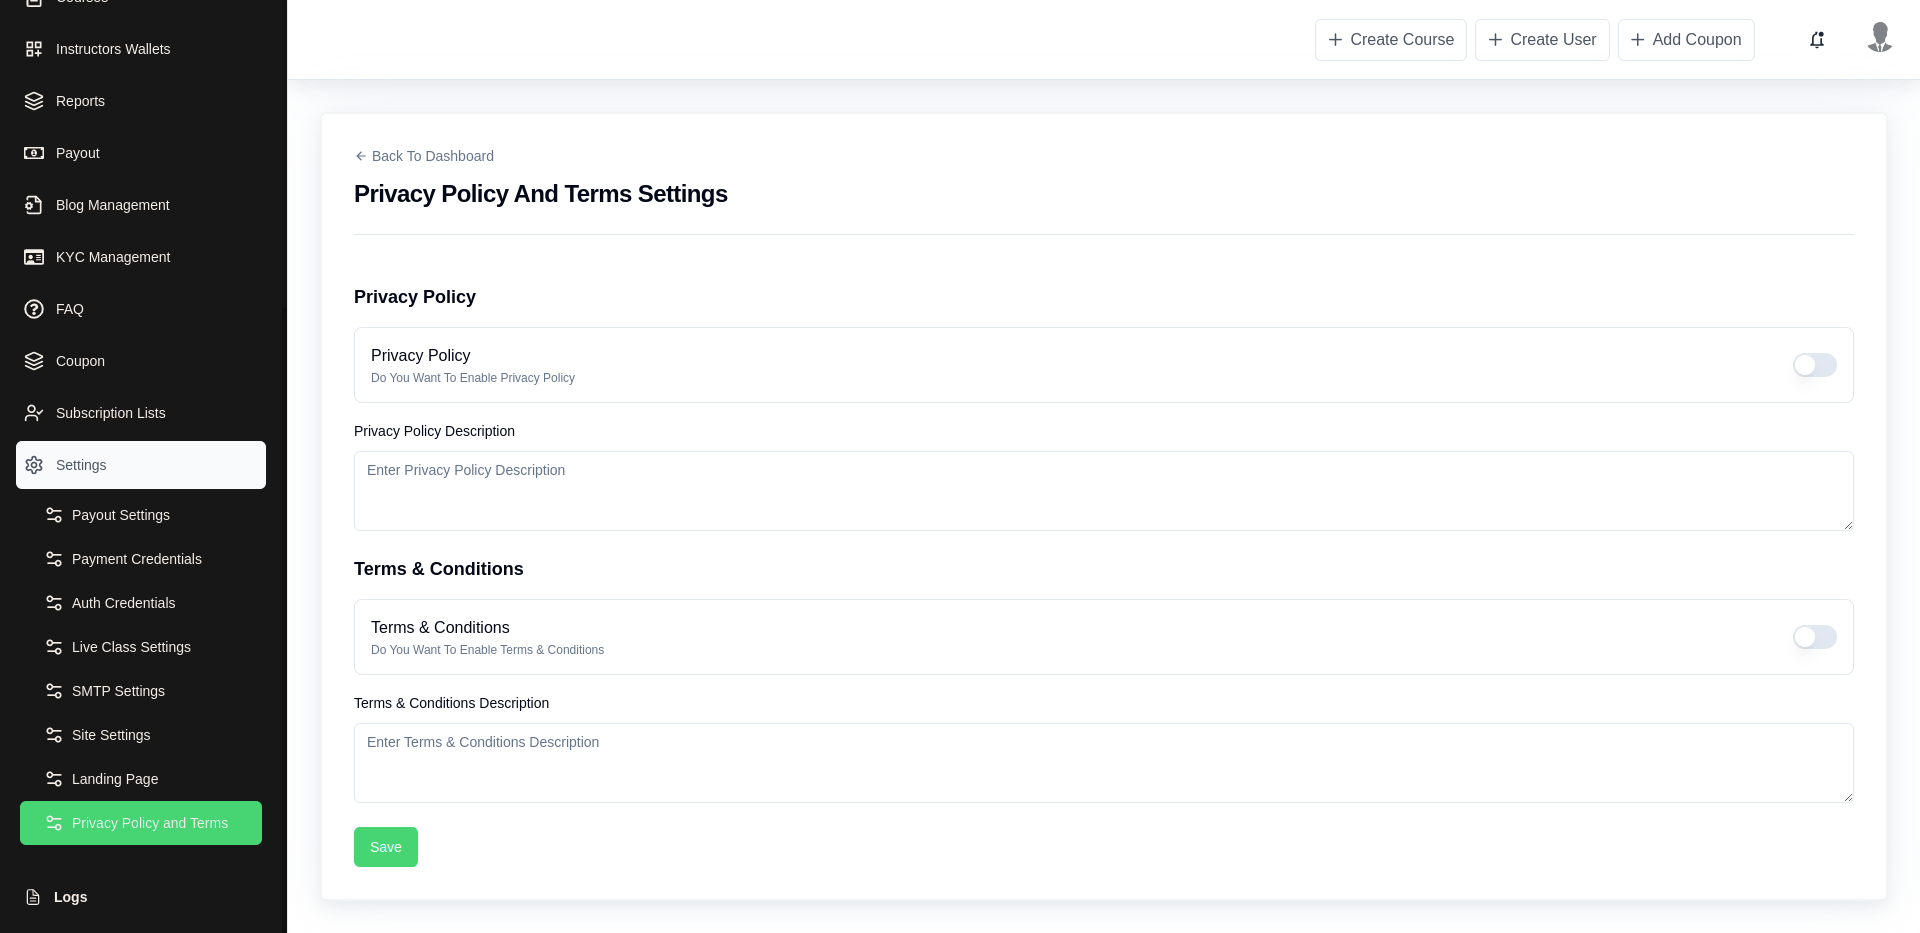 Courses
Instructors Wallets
Reports
Payout
Blog Management
KYC Management
FAQ
Coupon
Subscription Lists
Settings
Payout Settings
Payment Credentials
Auth Credentials
Live Class Settings
SMTP Settings
Site Settings
Landing Page
Privacy Policy and Terms
Logs
Create Course
Create User
Add Coupon
Back To Dashboard
Privacy Policy And Terms Settings
Privacy Policy
Privacy Policy
Do You Want To Enable Privacy Policy
Privacy Policy Description
Enter Privacy Policy Description
Terms & Conditions
Terms & Conditions
Do You Want To Enable Terms & Conditions
Terms & Conditions Description
Enter Terms & Conditions Description
Save